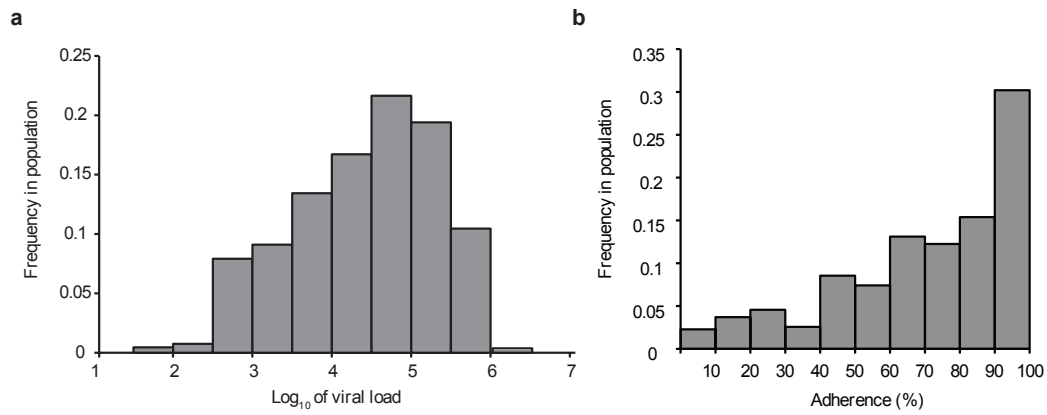 a
Frequency in population
0.25
0.2
0.15
0.1
0.05
0
1 2 3 4 5 6 7
Log10 of viral load
b
Frequency in population
0.35
0.3
0.25
0.2
0.15
0.1
0.05
0
10 20 30 40 50 60 70 80 90 100
Adherence (%)